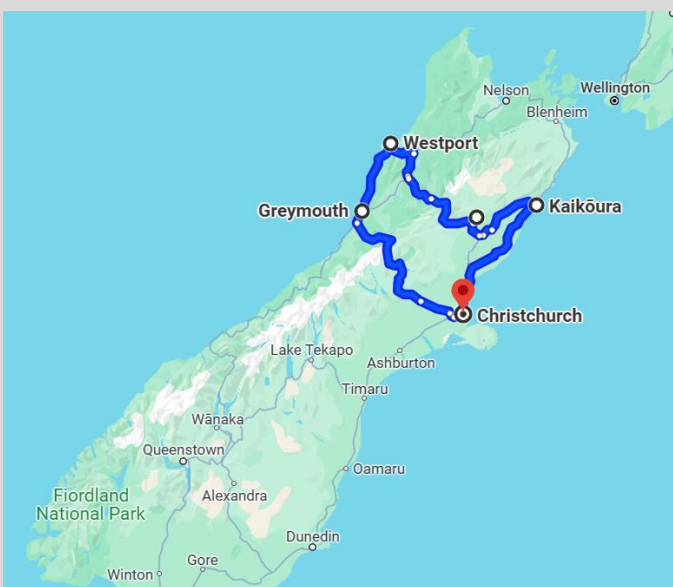 Nelson
Wellington
Blenheim
Westport
Kaikōura
Greymouth
Christchurch
Lake Tekapo
Ashburton
Timaru
Wānaka
Queenstown
Oamaru
Fiordland
National Park
Alexandra
Dunedin
Gore
Winton